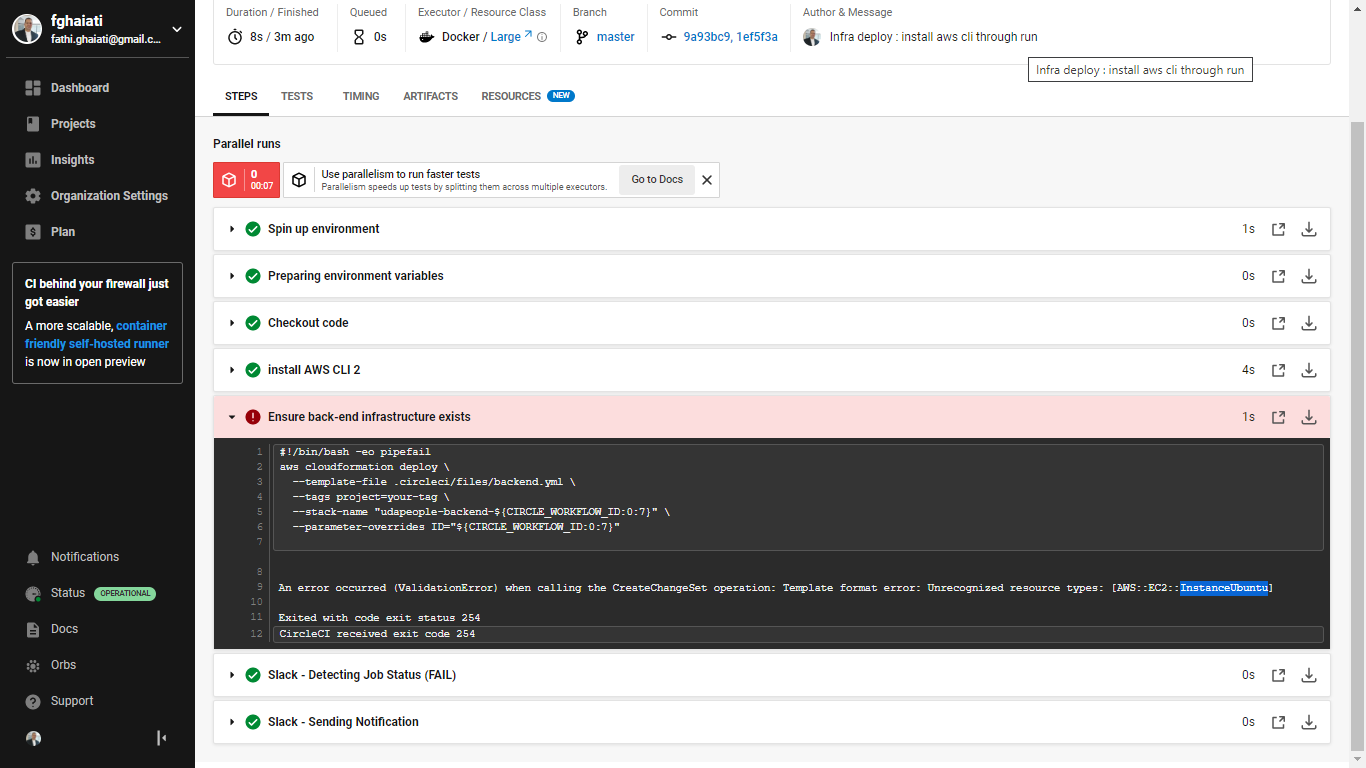 fghaiati
fathi.ghaiati@gmail.c...
Dashboard
Projects
Insights
Organization Settings
Plan
CI behind your firewall just
got easier
A more scalable, container
friendly self-hosted runner
is now in open preview
Notifications
Status OPERATIONAL
Docs
Orbs
Support
Duration / Finished
8s / 3m ago
Queued
0s
Executor / Resource Class
Docker / Large
Branch
master
Commit
9a93bc9, 1ef5f3a
Author & Message
Infra deploy : install aws cli through run
Infra deploy : install aws cli through run
STEPS TESTS TIMING ARTIFACTS RESOURCES NEW
Parallel runs
0
00:07
Use parallelism to run faster tests
Parallelism speeds up tests by splitting them across multiple executors.
Go to Docs
Spin up environment 1s
Preparing environment variables 0s
Checkout code 0s
install AWS CLI 2 4s
Ensure back-end infrastructure exists 1s
1 #!/bin/bash -eo pipefail
2 aws cloudformation deploy \
3 --template-file .circleci/files/backend.yml \
4 --tags project=your-tag \
5 --stack-name "udapeople-backend-${CIRCLE_WORKFLOW_ID:0:7}" \
6 --parameter-overrides ID="${CIRCLE_WORKFLOW_ID:0:7}"
7
8
9 An error occurred (ValidationError) when calling the CreateChangeSet operation: Template format error: Unrecognized resource types: [AWS::EC2::InstanceUbuntu]
10
11 Exited with code exit status 254
12 CircleCI received exit code 254
Slack - Detecting Job Status (FAIL) 0s
Slack - Sending Notification 0s